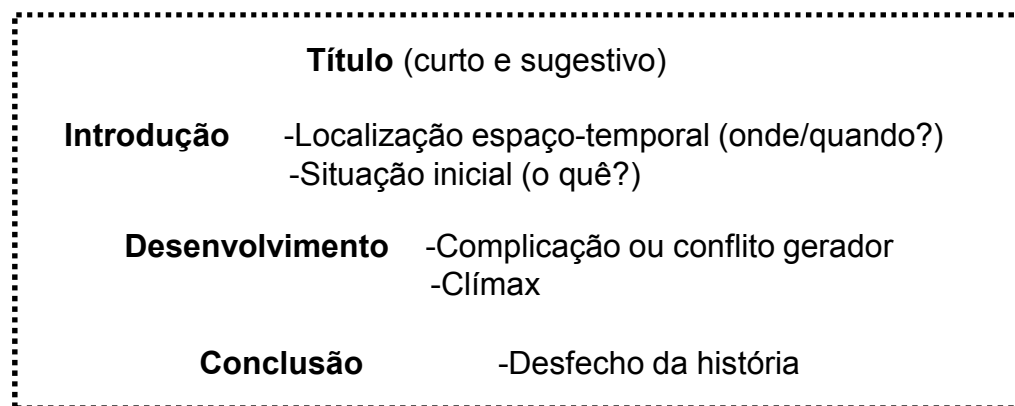 Título (curto e sugestivo)
Introdução -Localização espaço-temporal (onde/quando?)
-Situação inicial (o quê?)
Desenvolvimento -Complicação ou conflito gerador
-Clímax
Conclusão -Desfecho da história